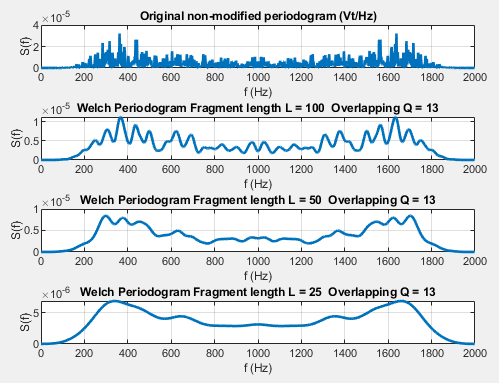 Original non-modified periodogram (Vt/Hz)
×10^-5
4
2
0
S(f)
0 200 400 600 800 1000 1200 1400 1600 1800 2000
f (Hz)
Welch Periodogram Fragment length L = 100  Overlapping Q = 13
×10^-5
1
0.5
0
S(f)
0 200 400 600 800 1000 1200 1400 1600 1800 2000
f (Hz)
Welch Periodogram Fragment length L = 50  Overlapping Q = 13
×10^-5
1
0.5
0
S(f)
0 200 400 600 800 1000 1200 1400 1600 1800 2000
f (Hz)
Welch Periodogram Fragment length L = 25  Overlapping Q = 13
×10^-6
5
0
S(f)
0 200 400 600 800 1000 1200 1400 1600 1800 2000
f (Hz)